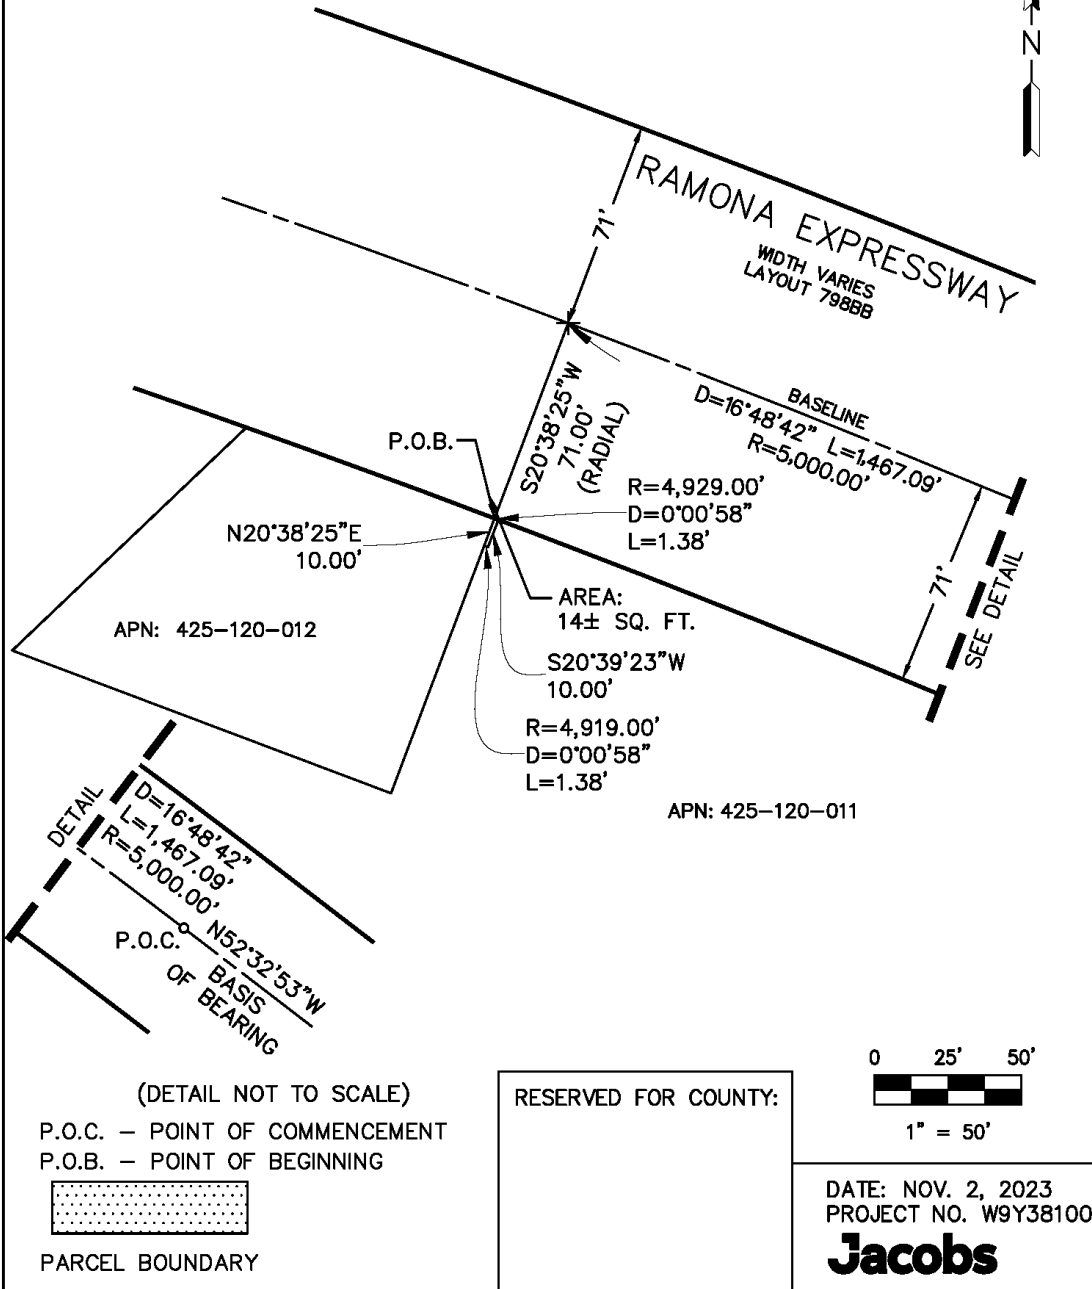 N
RAMONA EXPRESSWAY
WIDTH VARIES
LAYOUT 798BB
71'
BASELINE
D=16°48'42" L=1,467.09'
R=5,000.00'
S20°38'25"W
71.00'
(RADIAL)
P.O.B.
R=4,929.00'
D=0°00'58"
L=1.38'
N20°38'25"E
10.00'
71'
SEE DETAIL
AREA:
14± SQ. FT.
APN: 425-120-012
S20°39'23"W
10.00'
R=4,919.00'
D=0°00'58"
L=1.38'
APN: 425-120-011
DETAIL
D=16°48'42"
L=1,467.09'
R=5,000.00'
P.O.C.
N52°32'53"W
BASIS
OF BEARING
(DETAIL NOT TO SCALE)
P.O.C. - POINT OF COMMENCEMENT
P.O.B. - POINT OF BEGINNING
PARCEL BOUNDARY
RESERVED FOR COUNTY:
0 25' 50'
1" = 50'
DATE: NOV. 2, 2023
PROJECT NO. W9Y38100
Jacobs